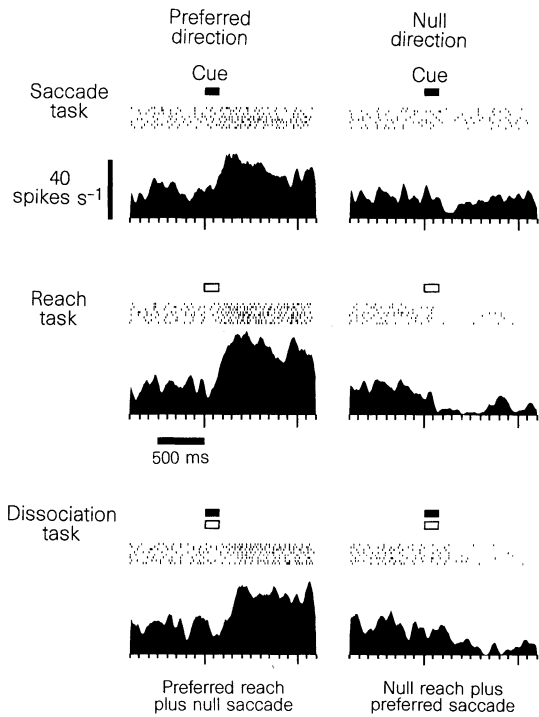 Preferred
direction
Null
direction
Cue
Cue
Saccade
task
40
spikes s⁻¹
Reach
task
500 ms
Dissociation
task
Preferred reach
plus null saccade
Null reach plus
preferred saccade